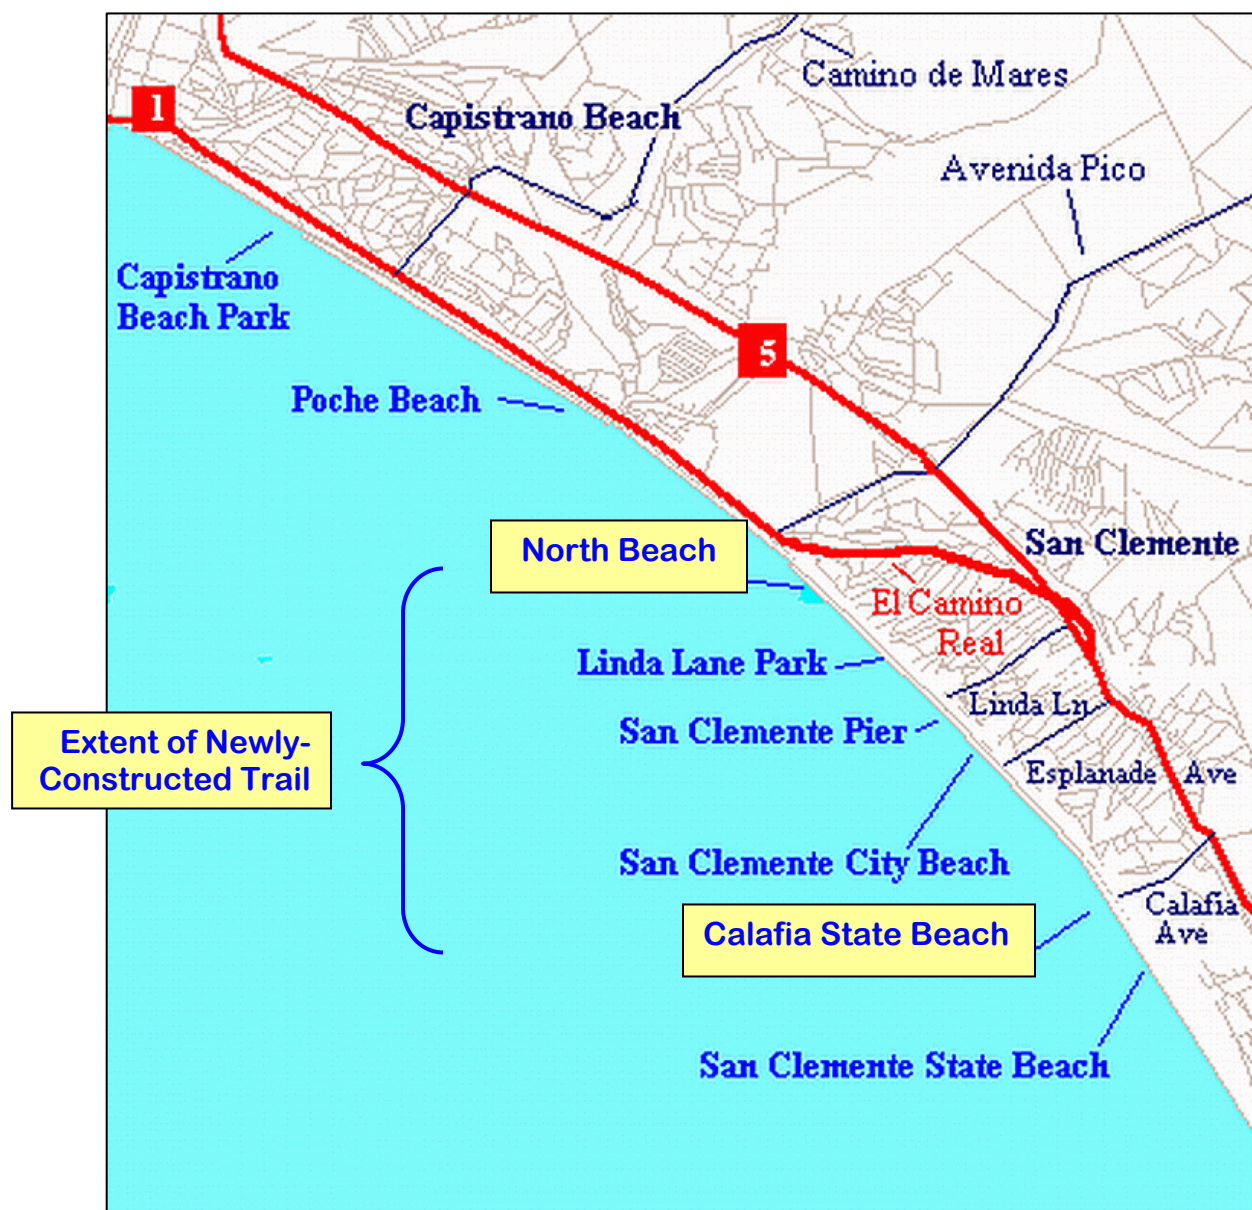 Camino de Mares
1
Capistrano Beach
Avenida Pico
Capistrano
Beach Park
5
Poche Beach
North Beach
San Clemente
El Camino
Real
Linda Lane Park
Linda Ln
San Clemente Pier
Extent of Newly-
Constructed Trail
Esplanade Ave
San Clemente City Beach
Calafia
Ave
Calafia State Beach
San Clemente State Beach